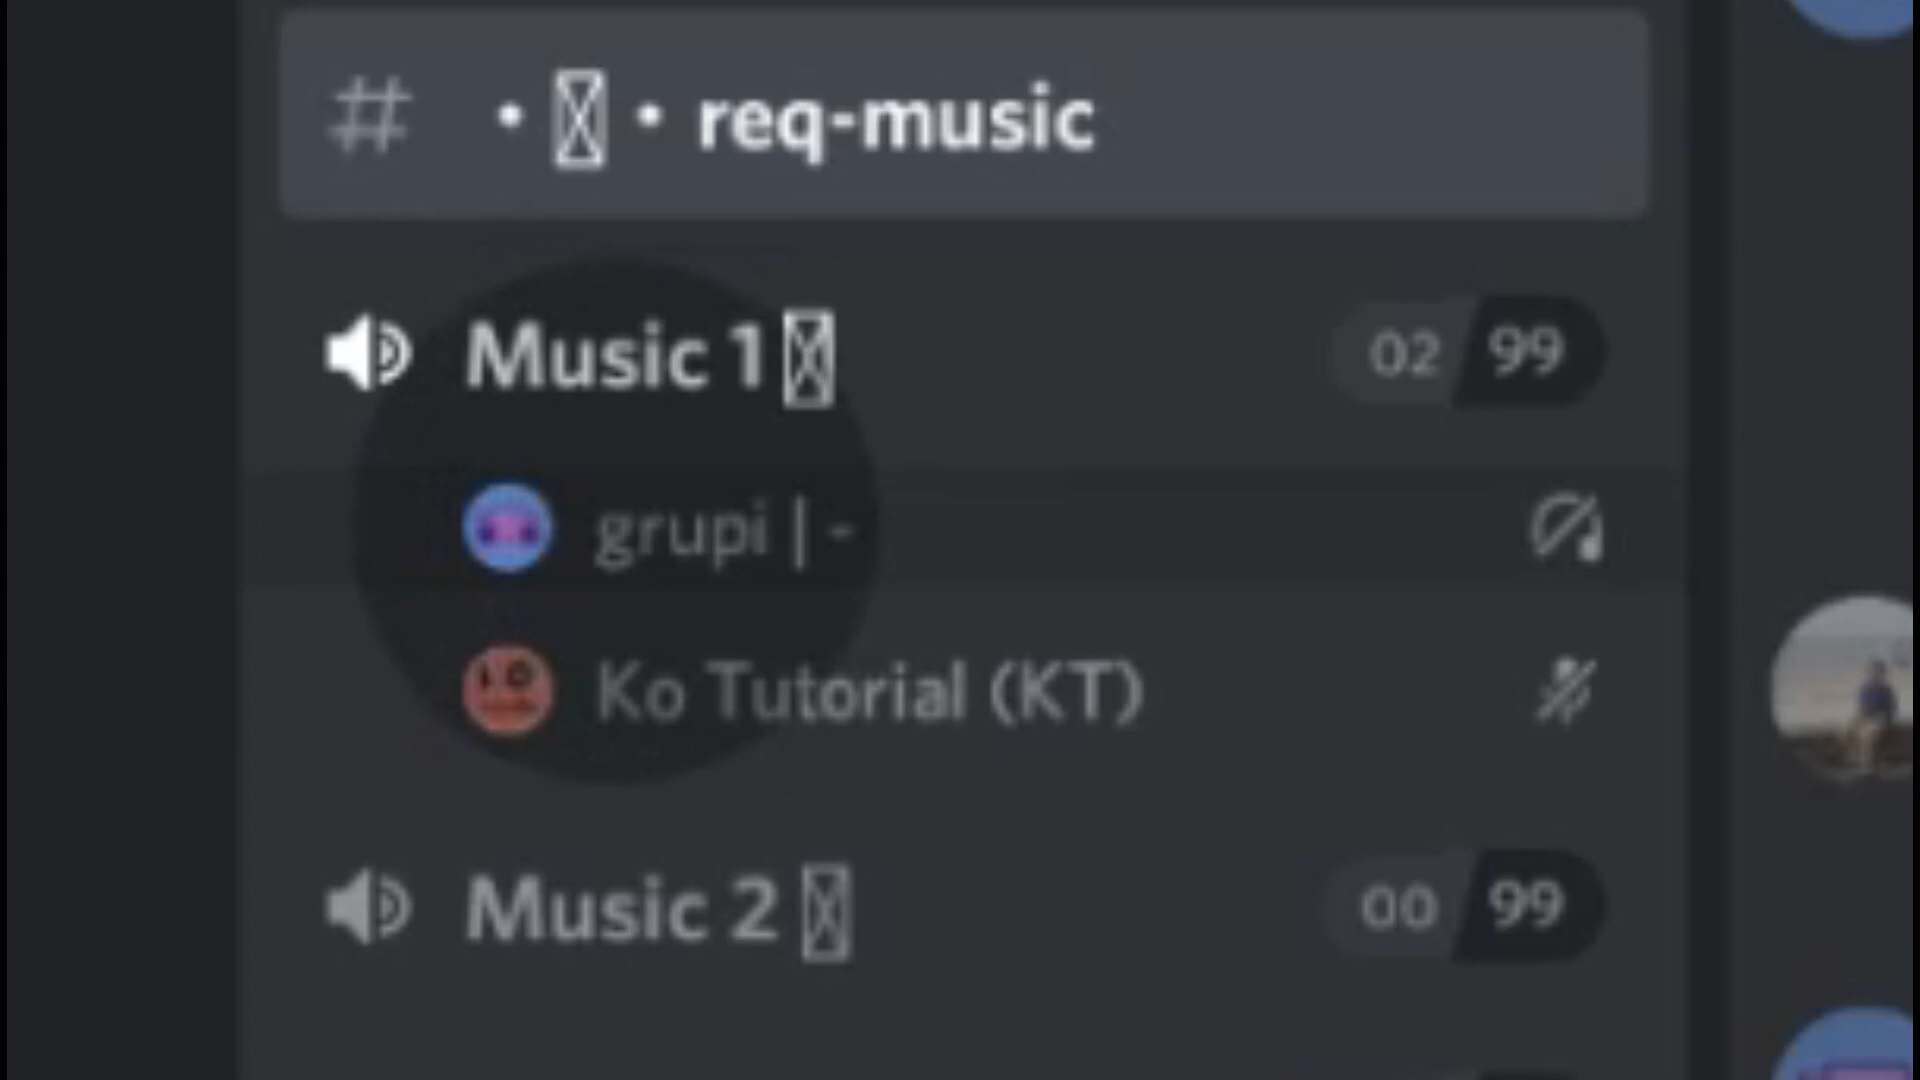 # • • req-music
Music 1 02 99
grupi | -
Ko Tutorial (KT)
Music 2 00 99